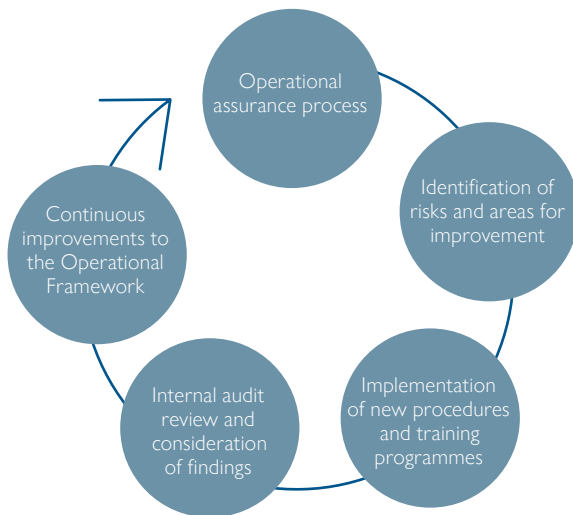 Operational
assurance process
Identification of
risks and areas for
improvement
Implementation
of new procedures
and training
programmes
Internal audit
review and
consideration
of findings
Continuous
improvements to
the Operational
Framework